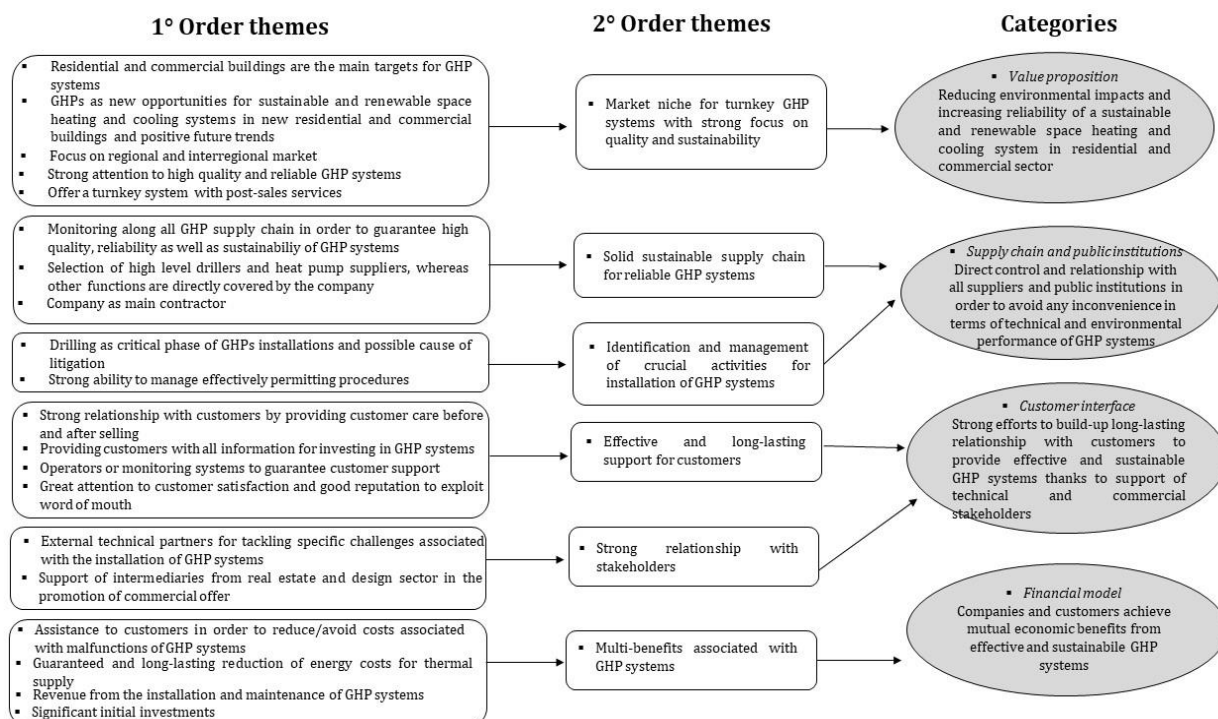 1° Order themes
2° Order themes
Categories
▪ Residential and commercial buildings are the main targets for GHP
systems
▪ GHPs as new opportunities for sustainable and renewable space
heating and cooling systems in new residential and commercial
buildings and positive future trends
▪ Focus on regional and interregional market
▪ Strong attention to high quality and reliable GHP systems
▪ Offer a turnkey system with post-sales services
▪ Market niche for turnkey GHP
systems with strong focus on
quality and sustainability
▪ Value proposition
Reducing environmental impacts and
increasing reliability of a sustainable
and renewable space heating and
cooling system in residential and
commercial sector
▪ Monitoring along all GHP supply chain in order to guarantee high
quality, reliability as well as sustainabiliy of GHP systems
▪ Selection of high level drillers and heat pump suppliers, whereas
other functions are directly covered by the company
▪ Company as main contractor
▪ Solid sustainable supply chain
for reliable GHP systems
▪ Supply chain and public institutions
Direct control and relationship with
all suppliers and public institutions in
order to avoid any inconvenience in
terms of technical and environmental
performance of GHP systems
▪ Drilling as critical phase of GHPs installations and possible cause of
litigation
▪ Strong ability to manage effectively permitting procedures
▪ Identification and management
of crucial activities for
installation of GHP systems
▪ Strong relationship with customers by providing customer care before
and after selling
▪ Providing customers with all information for investing in GHP systems
▪ Operators or monitoring systems to guarantee customer support
▪ Great attention to customer satisfaction and good reputation to exploit
word of mouth
▪ Effective and long-lasting
support for customers
▪ Customer interface
Strong efforts to build-up long-lasting
relationship with customers to
provide effective and sustainable
GHP systems thanks to support of
technical and commercial
stakeholders
▪ External technical partners for tackling specific challenges associated
with the installation of GHP systems
▪ Support of intermediaries from real estate and design sector in the
promotion of commercial offer
▪ Strong relationship with
stakeholders
▪ Assistance to customers in order to reduce/avoid costs associated
with malfunctions of GHP systems
▪ Guaranteed and long-lasting reduction of energy costs for thermal
supply
▪ Revenue from the installation and maintenance of GHP systems
▪ Significant initial investments
▪ Multi-benefits associated with
GHP systems
▪ Financial model
Companies and customers achieve
mutual economic benefits from
effective and sustainabile GHP
systems